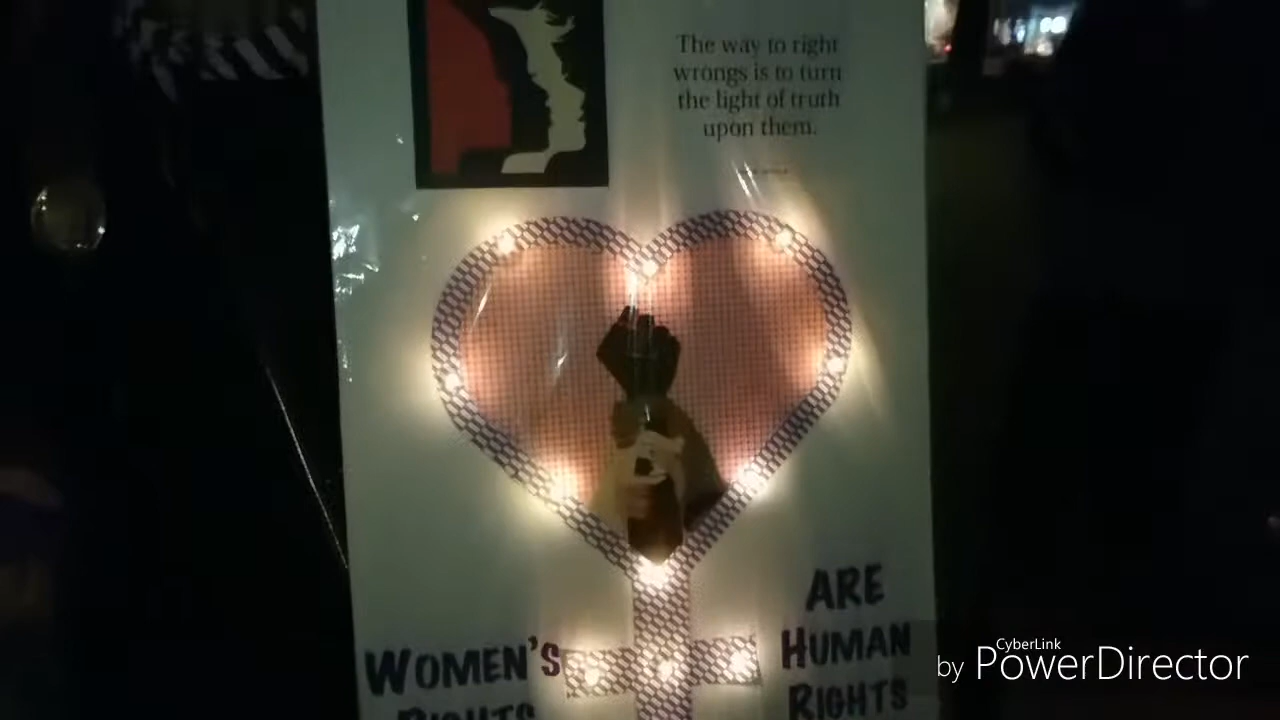 The way to right
wrongs is to turn
the light of truth
upon them.
WOMEN'S
RIGHTS
ARE
HUMAN
RIGHTS
CyberLink
by PowerDirector